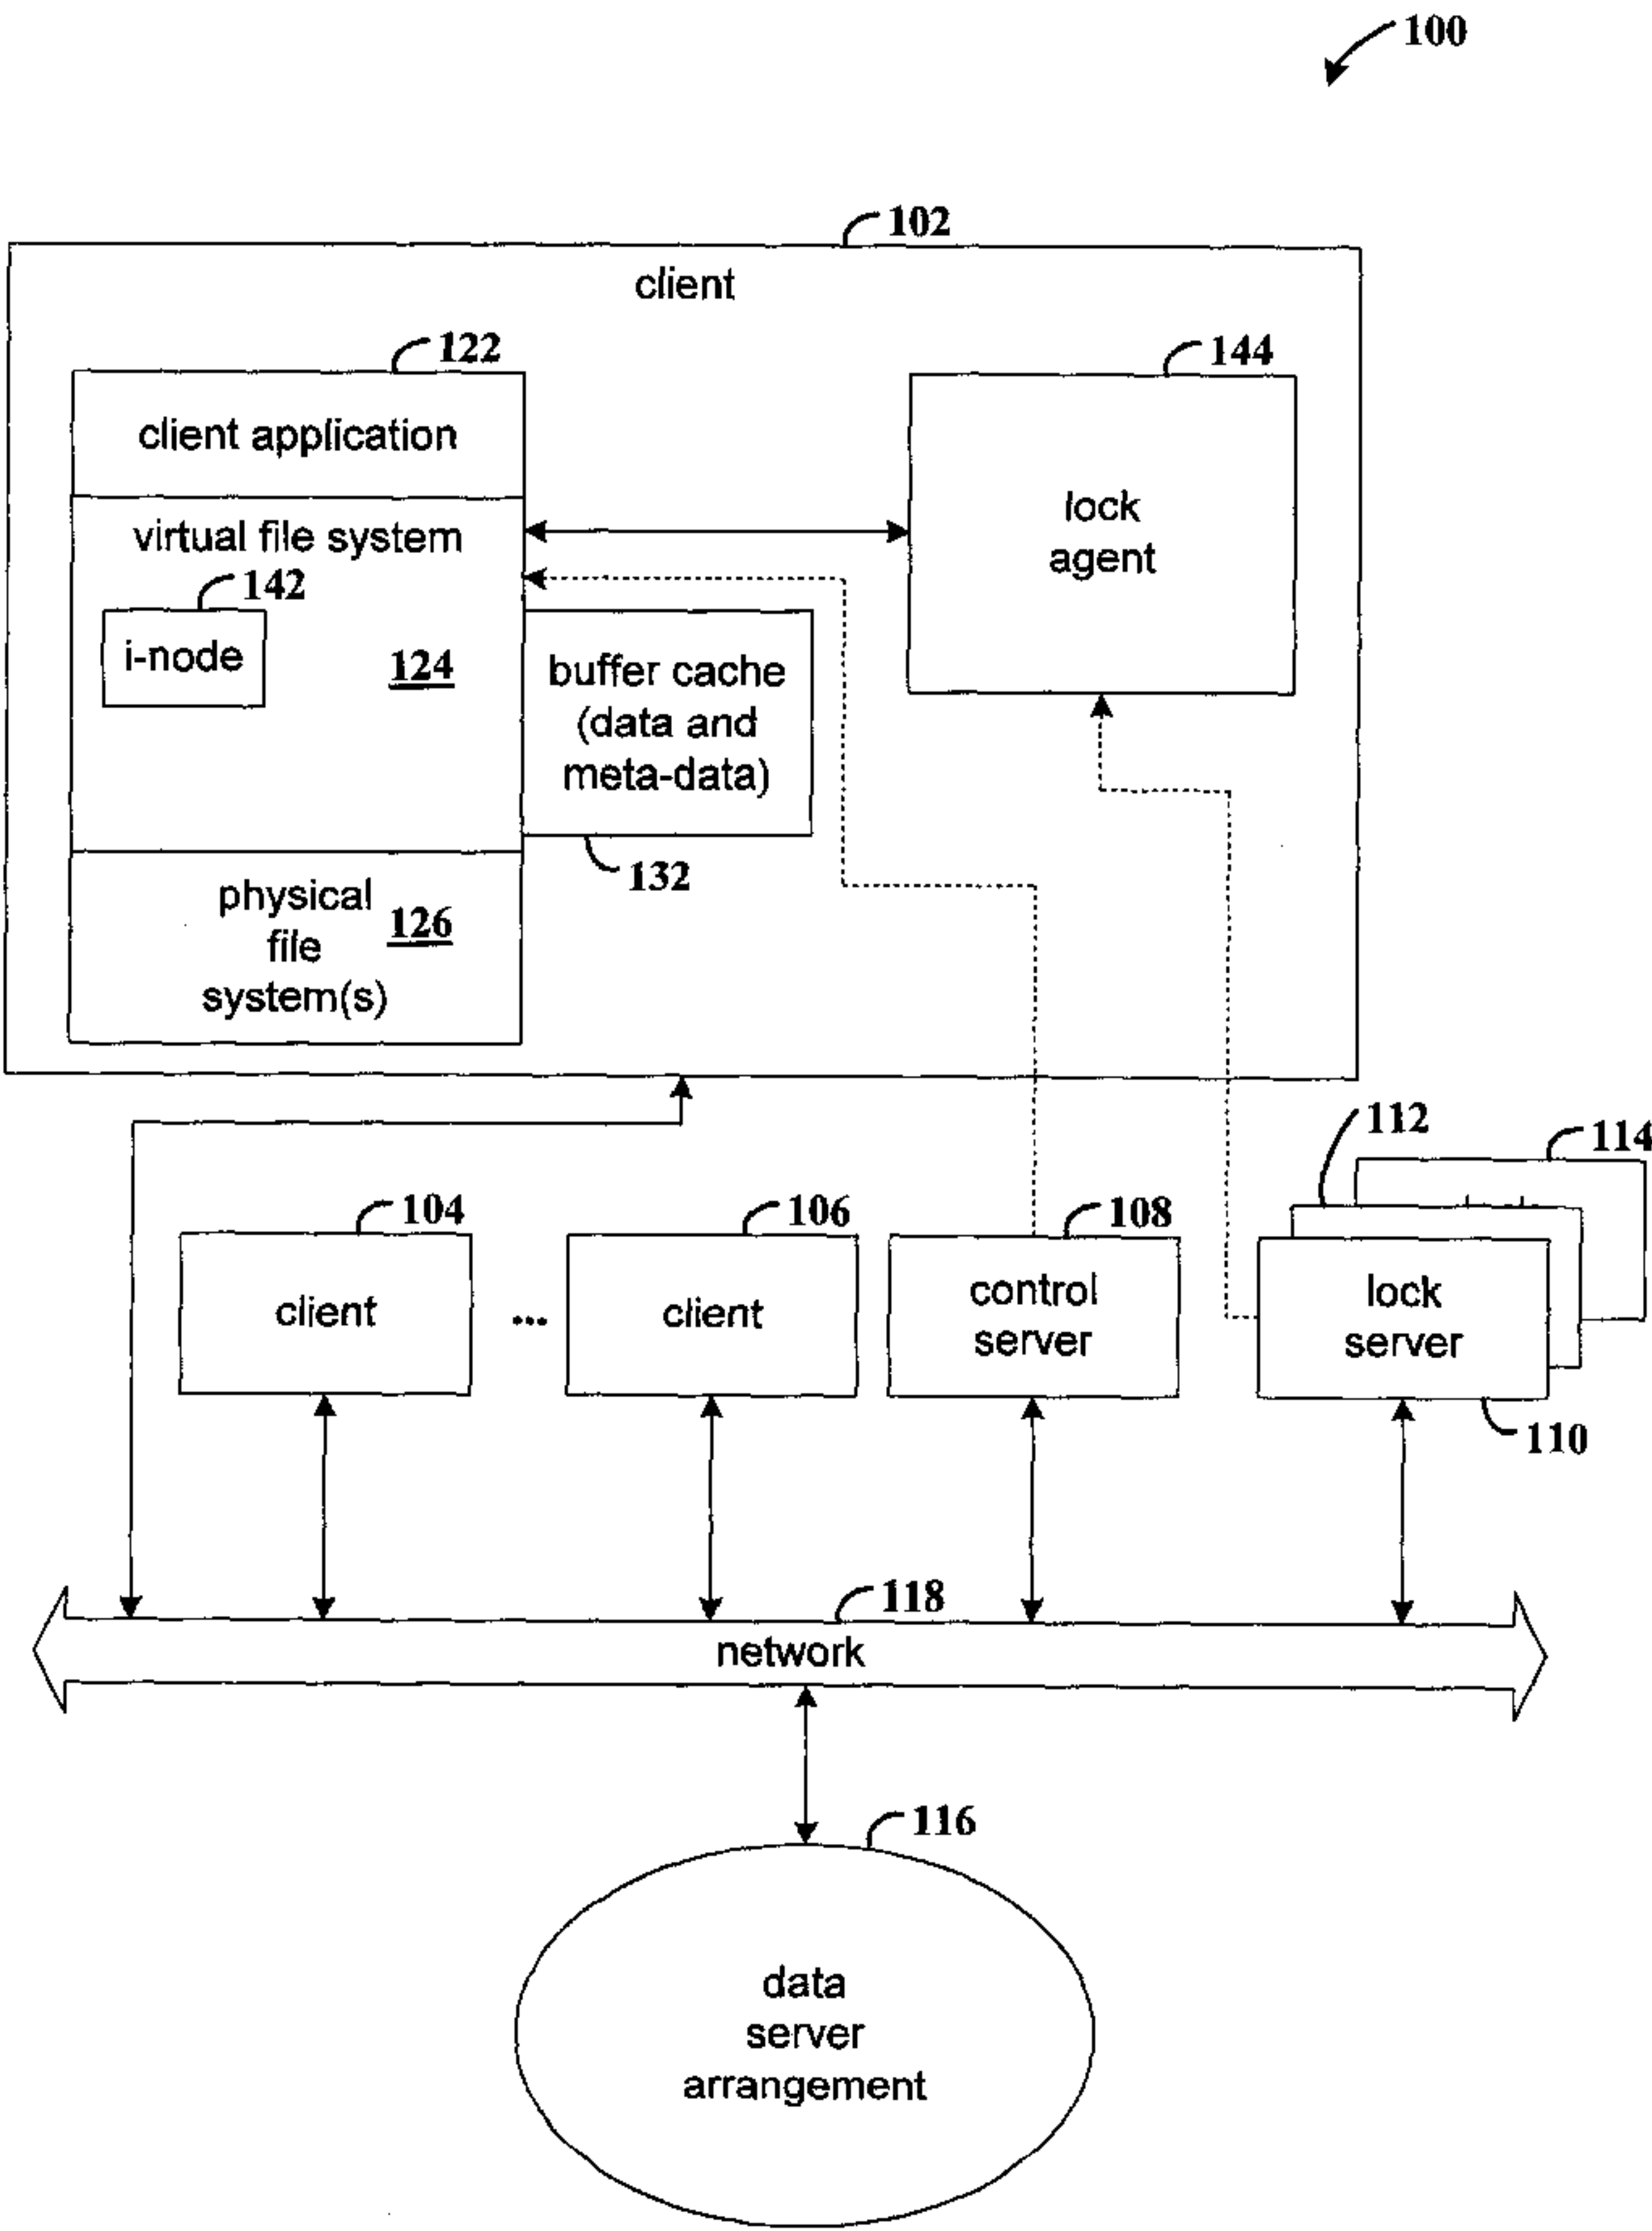 100
102
client
122
144
client application
lock
agent
virtual file system
142
i-node
124
buffer cache
(data and
meta-data)
132
physical
file
system(s)
126
112
114
104
106
108
client
...
client
control
server
lock
server
110
118
network
116
data
server
arrangement